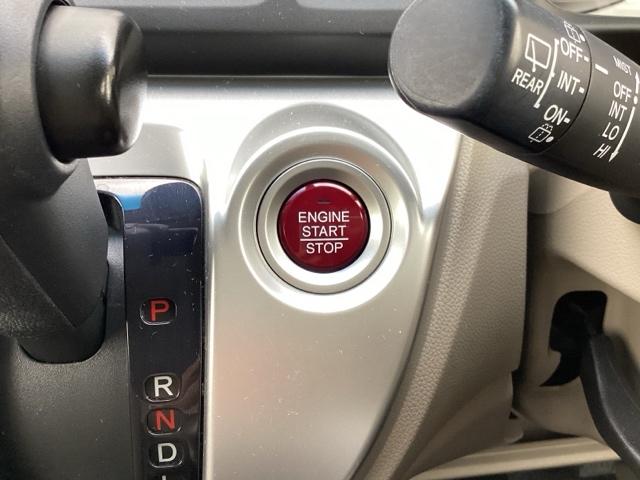 ENGINE
START
STOP
P
R
N
D
REAR
OFF
INT
ON
MIST
OFF
INT
LO
HI